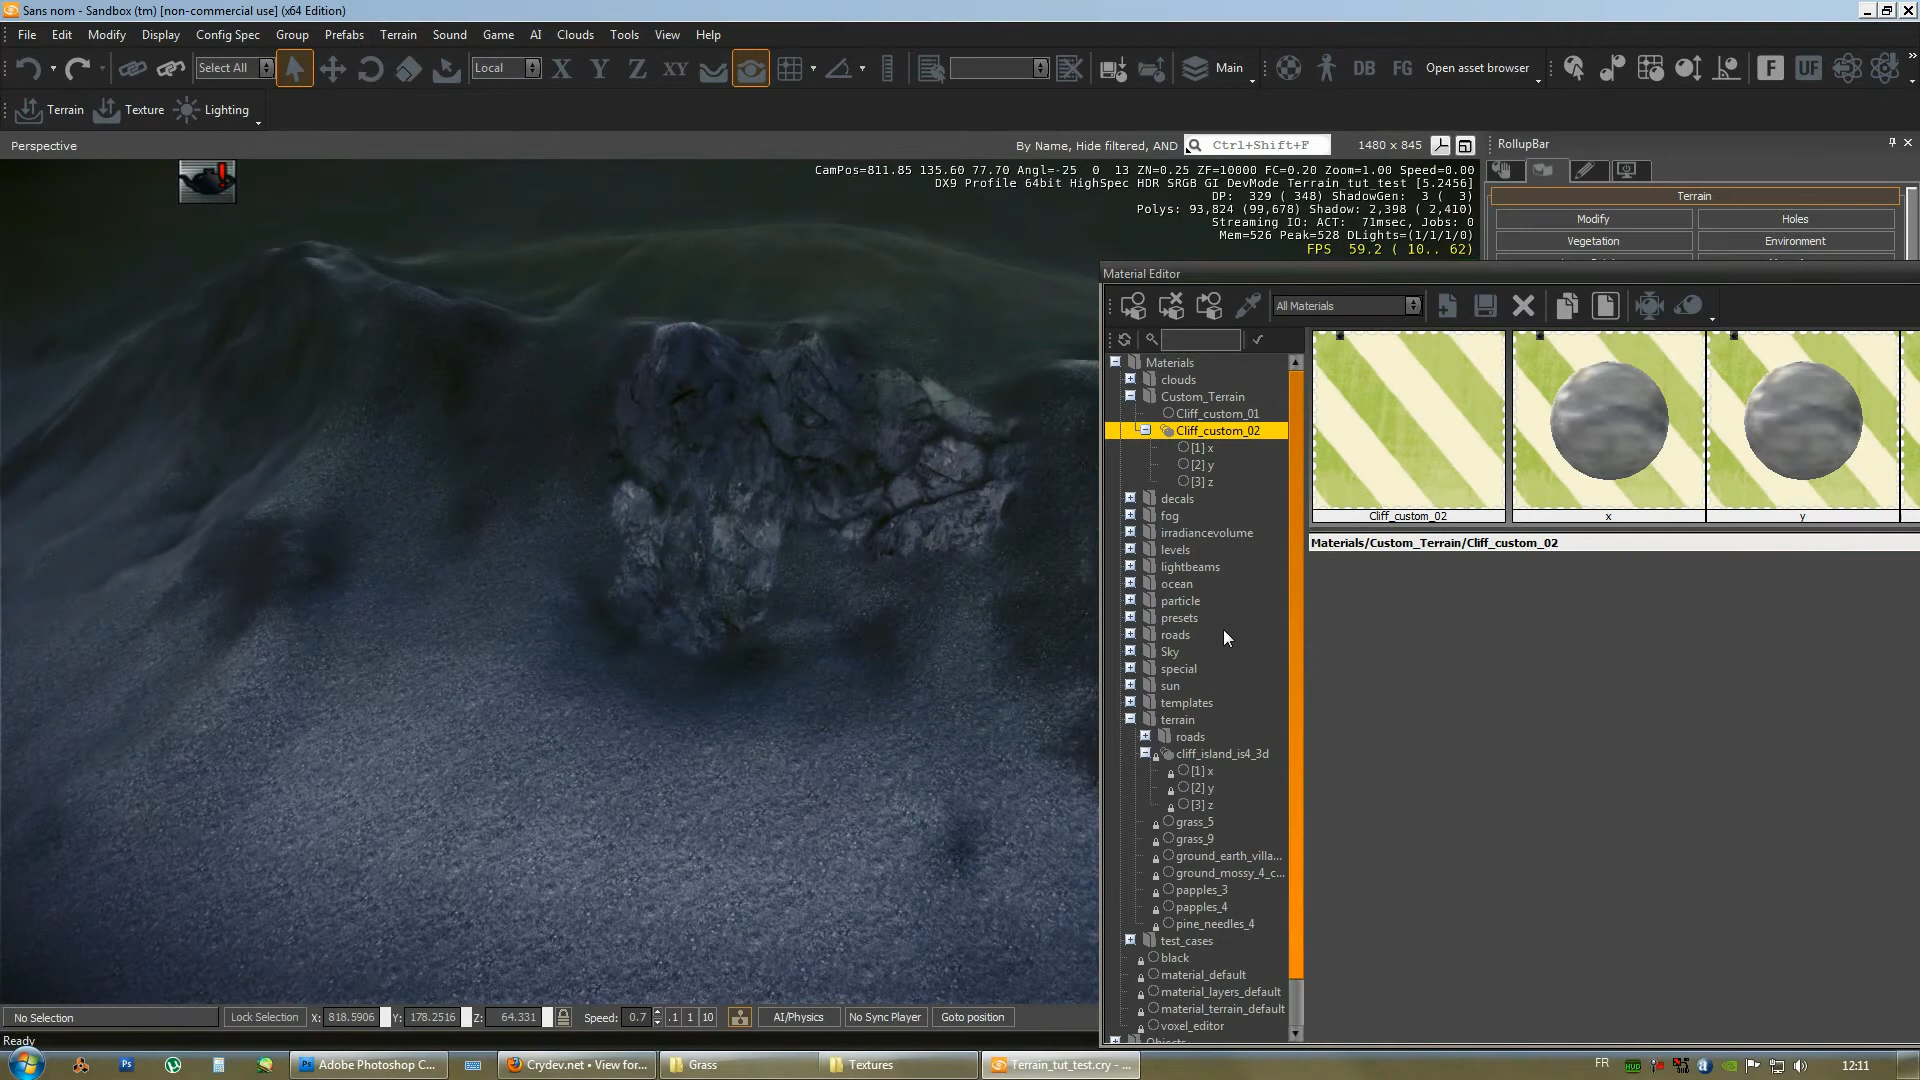 Sans nom - Sandbox (tm) [non-commercial use] (x64 Edition)
File Edit Modify Display Config Spec Group Prefabs Terrain Sound Game AI Clouds Tools View Help
Select All Local X Y Z XY Main DB FG Open asset browser F UF
Terrain Texture Lighting
Perspective By Name, Hide filtered, AND Ctrl+Shift+F 1480 x 845 RollupBar
CamPos=811.85 135.60 77.70 Angl=-25 0 13 ZN=0.25 ZF=10000 FC=0.20 Zoom=1.00 Speed=0.00
DX9 Profile 64bit HighSpec HDR SRGB GI DevMode Terrain_tut_test [5.2456]
DP: 329 ( 348) ShadowGen: 3 ( 3)
Polys: 93,824 (99,678) Shadow: 2,398 ( 2,410)
Streaming IO: ACT: 71msec, Jobs: 0
Mem=526 Peak=528 DLights=(1/1/1/0)
FPS 59.2 ( 10.. 62)
Terrain
Modify Holes
Vegetation Environment
Material Editor
All Materials
Materials
clouds
Custom_Terrain
Cliff_custom_01
Cliff_custom_02
[1] x
[2] y
[3] z
decals
fog
irradiancevolume
levels
lightbeams
ocean
particle
presets
roads
Sky
special
sun
templates
terrain
roads
cliff_island_is4_3d
[1] x
[2] y
[3] z
grass_5
grass_9
ground_earth_villa...
ground_mossy_4_c...
papples_3
papples_4
pine_needles_4
test_cases
black
material_default
material_layers_default
material_terrain_default
voxel_editor
Objects
Cliff_custom_02 x y
Materials/Custom_Terrain/Cliff_custom_02
No Selection Lock Selection X: 818.5906 Y: 178.2516 Z: 64.331 Speed: 0.7 .1 1 10 AI/Physics No Sync Player Goto position
Ready
Ps Ps Adobe Photoshop C... Crydev.net • View for... Grass Textures Terrain_tut_test.cry - ... FR 12:11